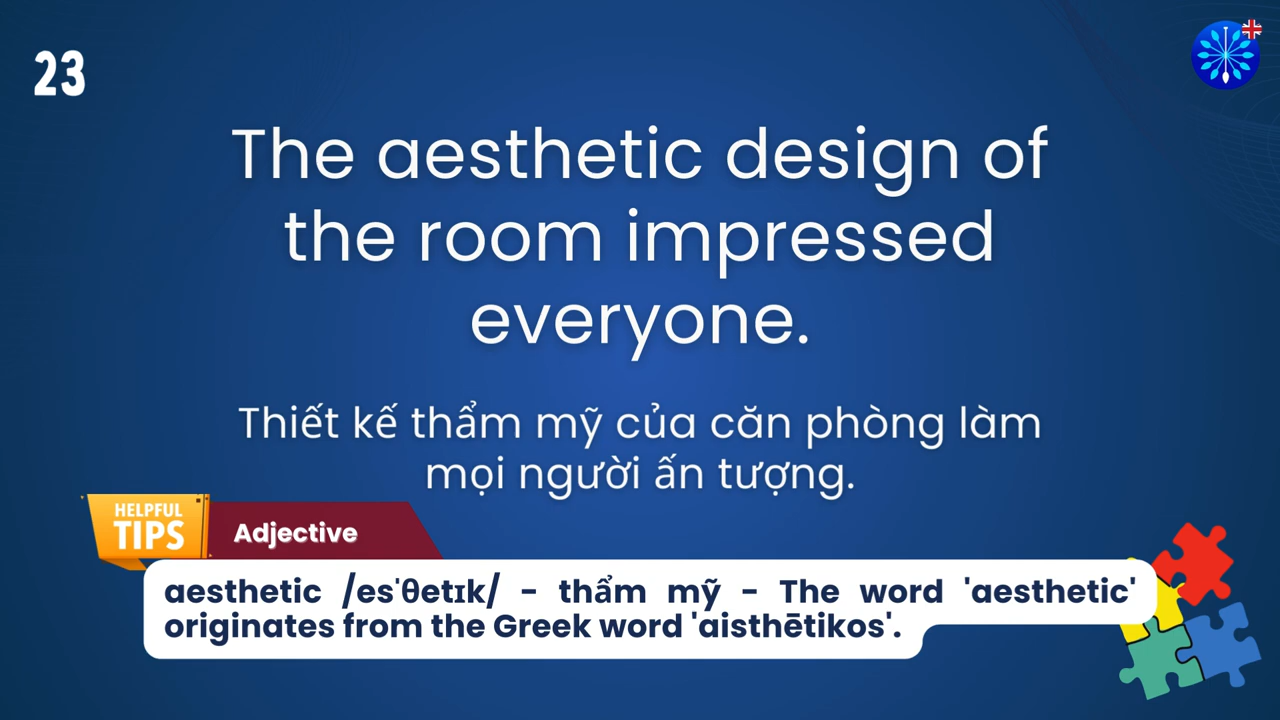 23
The aesthetic design of
the room impressed
everyone.
Thiết kế thẩm mỹ của căn phòng làm
mọi người ấn tượng.
HELPFUL
TIPS
Adjective
aesthetic /esˈθetɪk/ - thẩm mỹ - The word 'aesthetic'
originates from the Greek word 'aisthētikos'.